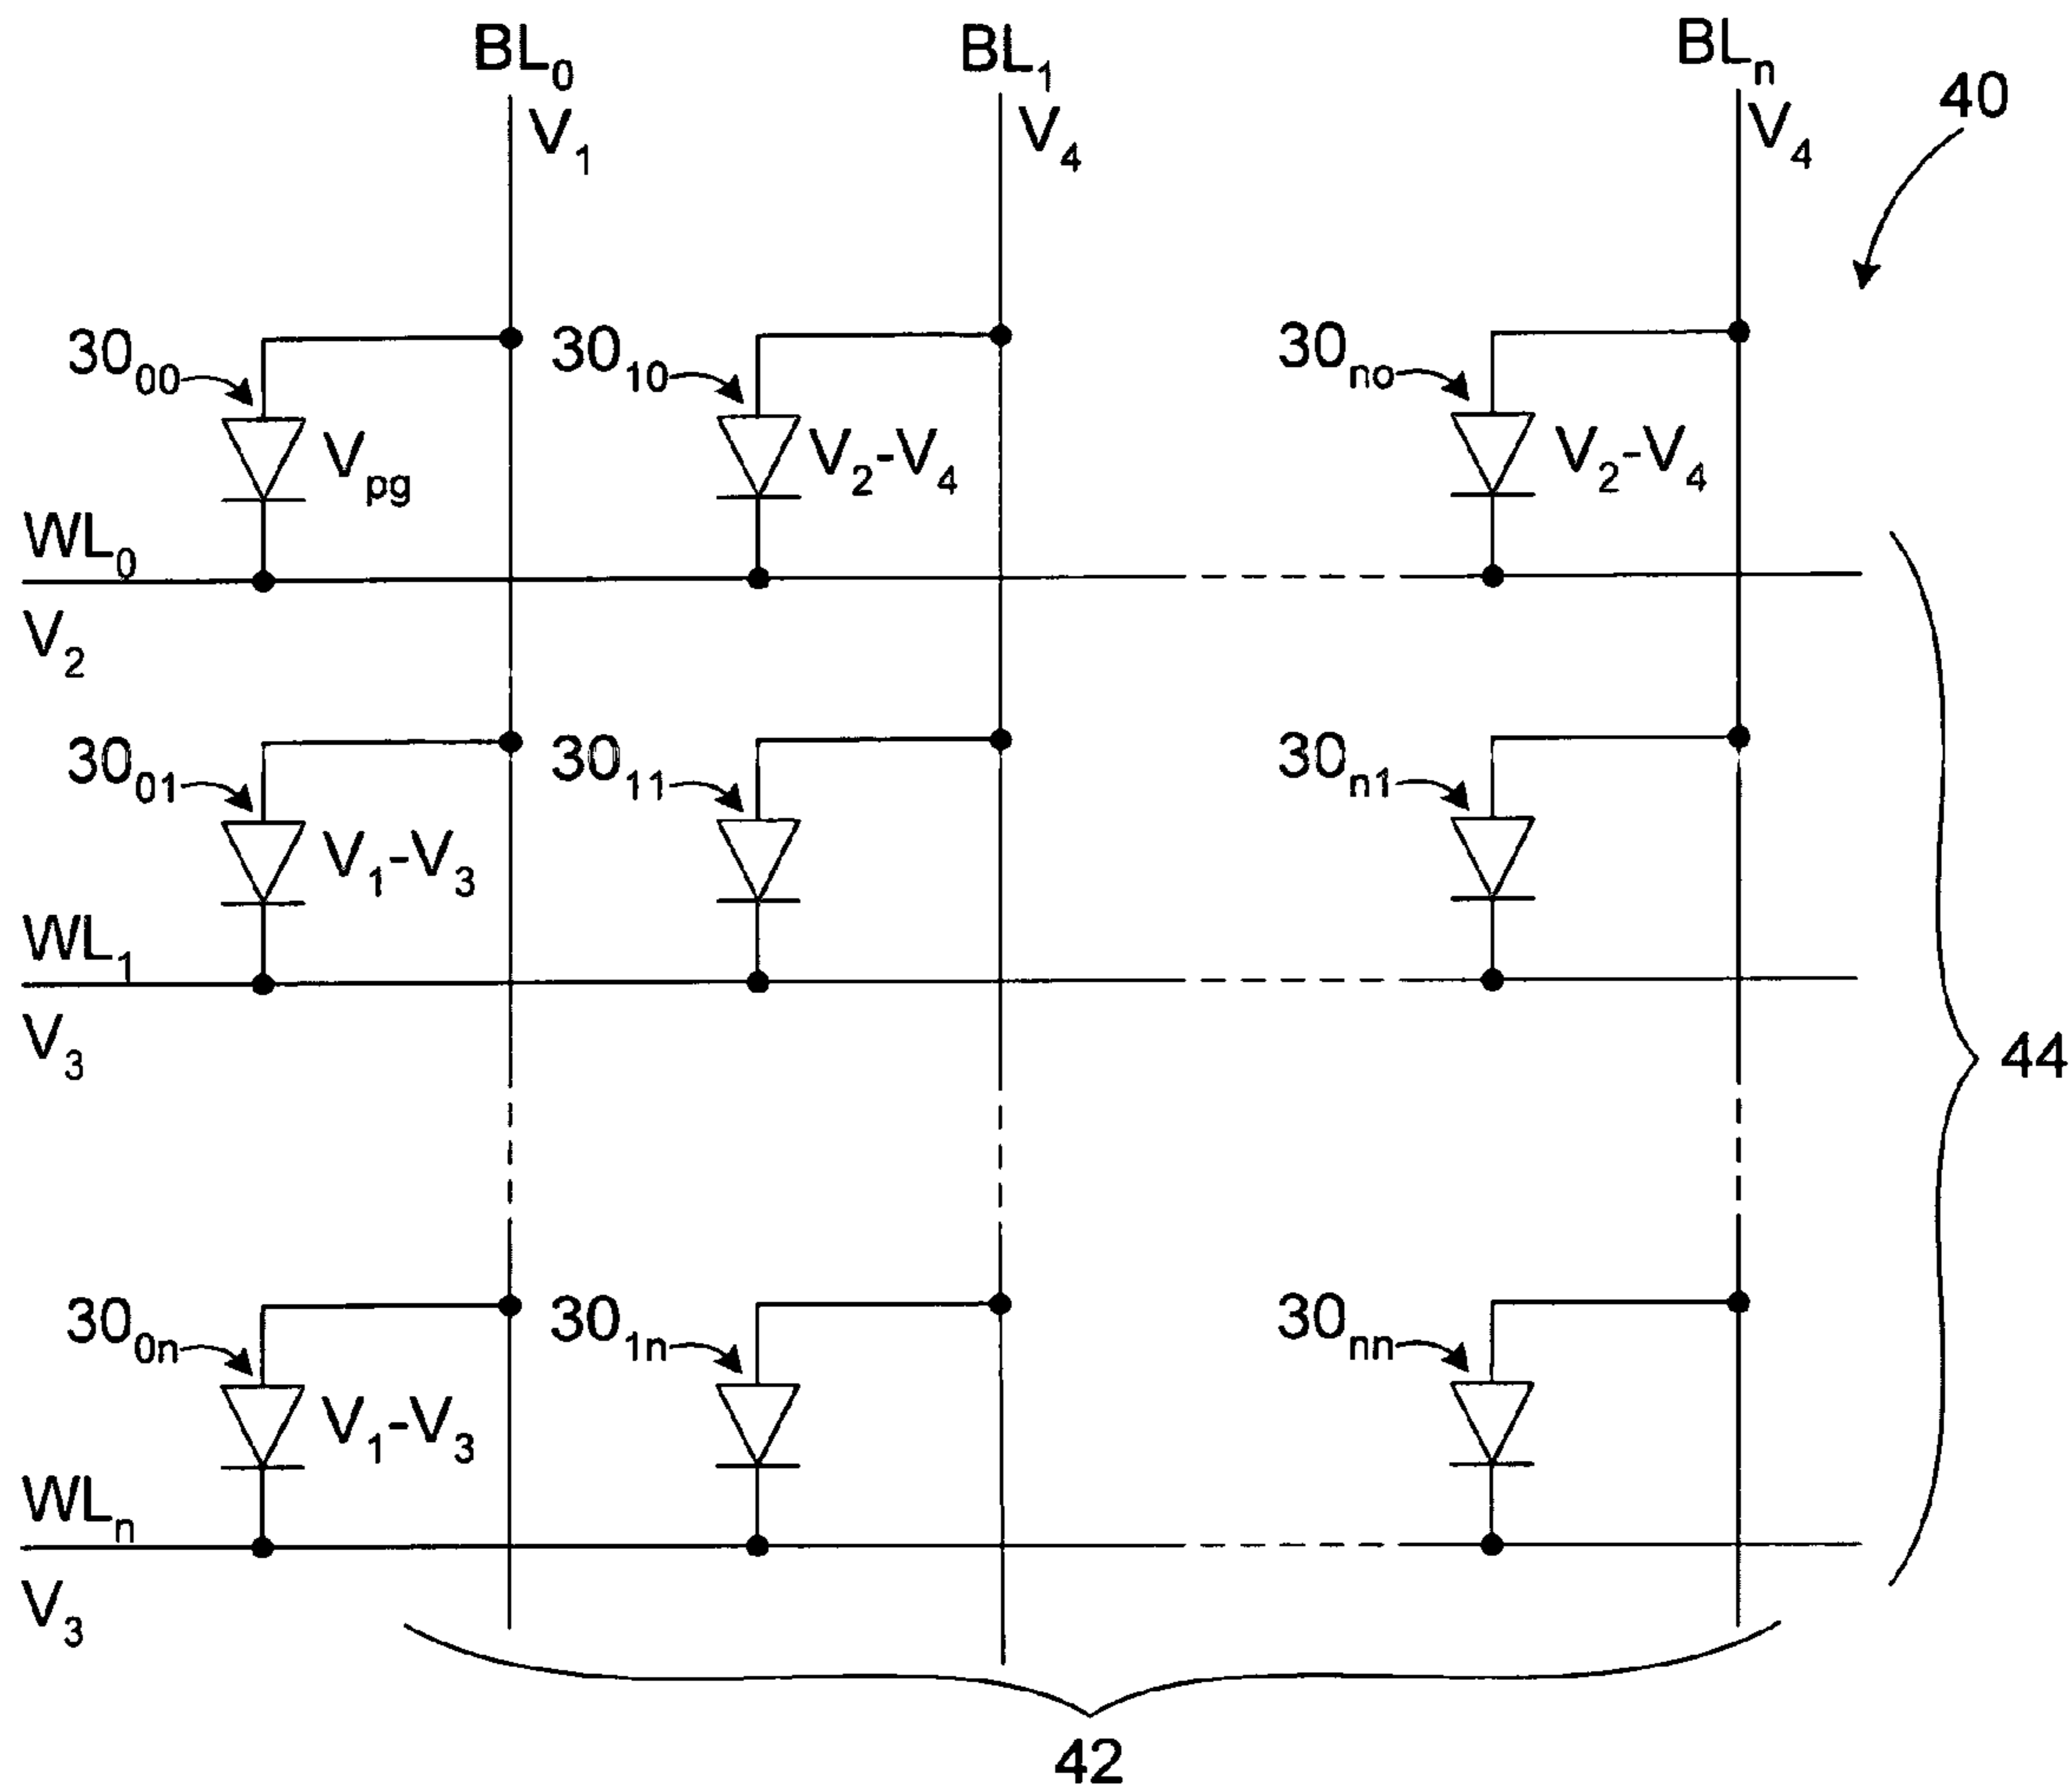 BL₀ BL₁ BLₙ
V₁ V₄ V₄ 40
30₀₀ 30₁₀ 30ₙₒ
Vₚg V₂-V₄ V₂-V₄
WL₀
V₂
30₀₁ 30₁₁ 30ₙ₁
V₁-V₃
WL₁
V₃
44
30₀ₙ 30₁ₙ 30ₙₙ
V₁-V₃
WLₙ
V₃
42